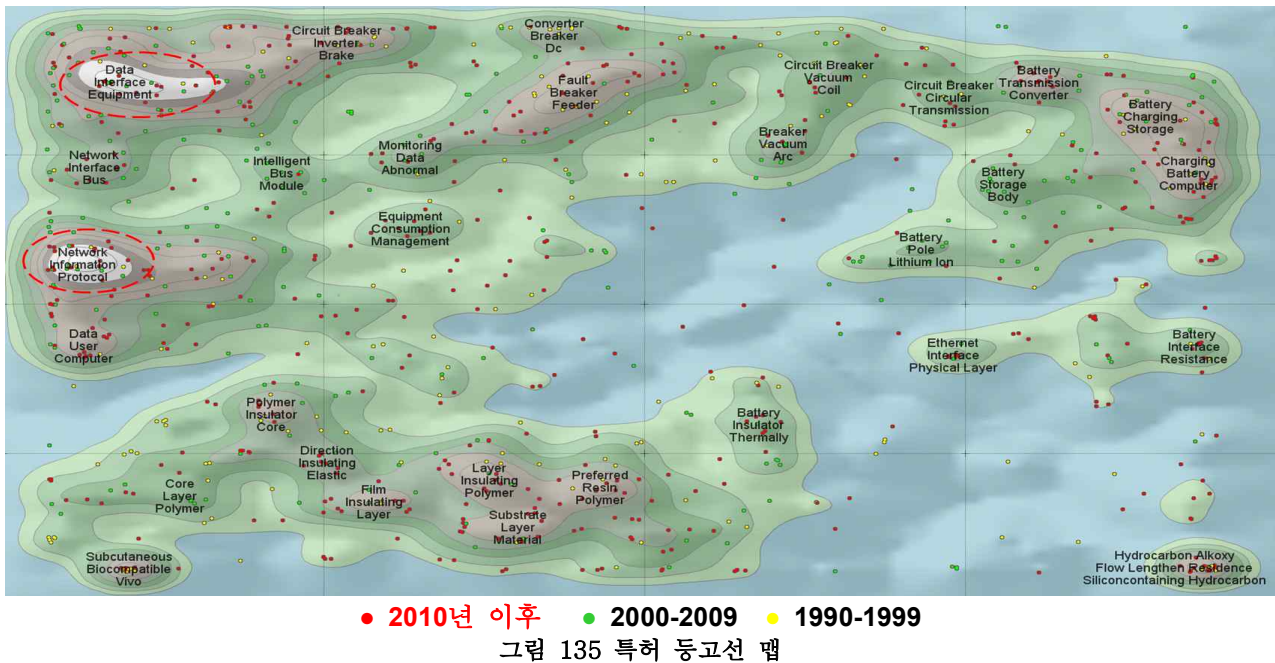 Circuit Breaker
Inverter
Brake
Converter
Breaker
Dc
Data
Interface
Equipment
Fault
Breaker
Feeder
Circuit Breaker
Vacuum
Coil
Circuit Breaker
Circular
Transmission
Battery
Transmission
Converter
Battery
Charging
Storage
Network
Interface
Bus
Intelligent
Bus
Module
Monitoring
Data
Abnormal
Breaker
Vacuum
Arc
Battery
Storage
Body
Charging
Battery
Computer
Equipment
Consumption
Management
Network
Information
Protocol
Battery
Pole
Lithium Ion
Data
User
Computer
Ethernet
Interface
Physical Layer
Battery
Interface
Resistance
Polymer
Insulator
Core
Battery
Insulator
Thermally
Direction
Insulating
Elastic
Core
Layer
Polymer
Film
Insulating
Layer
Layer
Insulating
Polymer
Preferred
Resin
Polymer
Substrate
Layer
Material
Subcutaneous
Biocompatible
Vivo
Hydrocarbon Alkoxy
Flow Lengthen Residence
Siliconcontaining Hydrocarbon
2010년 이후 2000-2009 1990-1999
그림 135 특허 등고선 맵